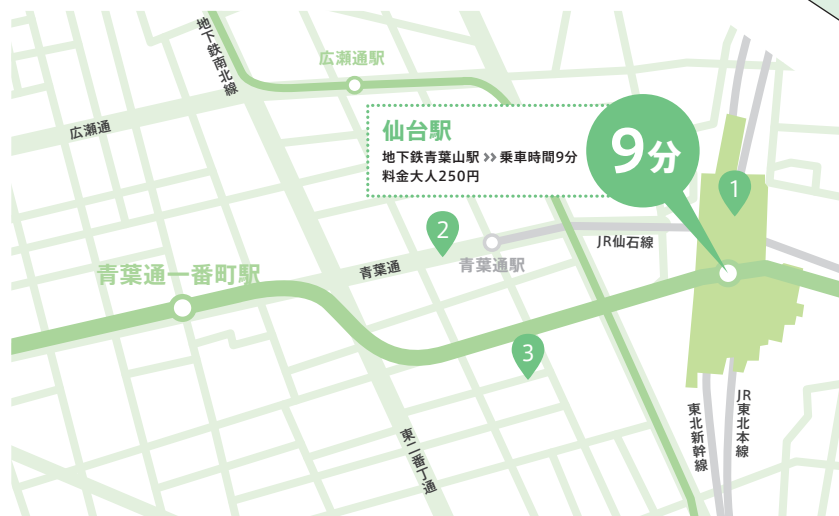 地下鉄南北線
広瀬通駅
広瀬通
仙台駅
地下鉄青葉山駅 >> 乗車時間9分
料金大人250円
9分
1
2
JR仙石線
青葉通駅
青葉通
青葉通一番町駅
3
東二番丁通
東北新幹線
JR東北本線